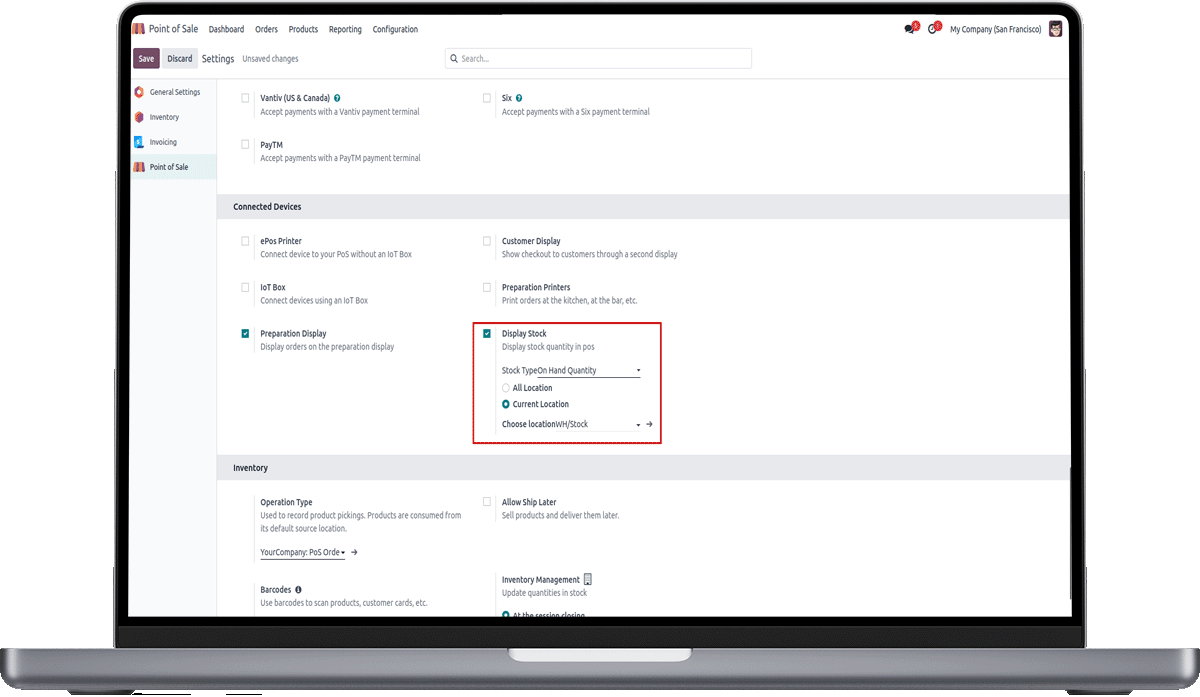 Point of Sale Dashboard Orders Products Reporting Configuration My Company (San Francisco)
Save Discard Settings Unsaved changes Search...
General Settings
Inventory
Invoicing
Point of Sale
Vantiv (US & Canada) ? Six ?
Accept payments with a Vantiv payment terminal Accept payments with a Six payment terminal
PayTM
Accept payments with a PayTM payment terminal
Connected Devices
ePos Printer Customer Display
Connect device to your PoS without an IoT Box Show checkout to customers through a second display
IoT Box Preparation Printers
Connect devices using an IoT Box Print orders at the kitchen, at the bar, etc.
Preparation Display Display Stock
Display orders on the preparation display Display stock quantity in pos
Stock TypeOn Hand Quantity
All Location
Current Location
Choose locationWH/Stock
Inventory
Operation Type Allow Ship Later
Used to record product pickings. Products are consumed from Sell products and deliver them later.
its default source location.
YourCompany: PoS Orde
Inventory Management
Barcodes Update quantities in stock
Use barcodes to scan products, customer cards, etc.
At the session closing